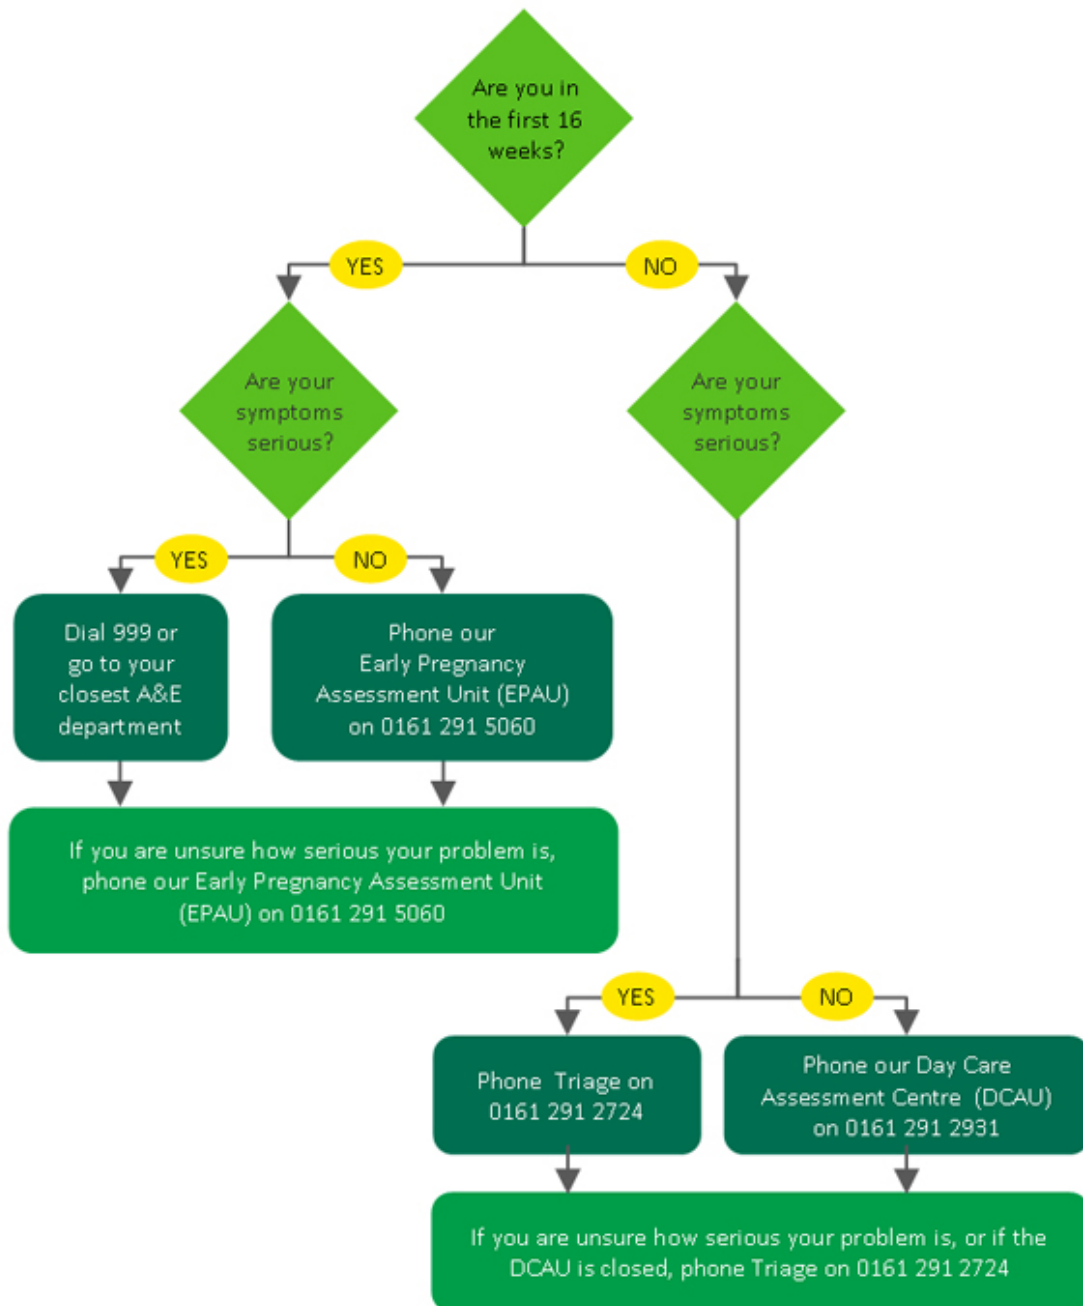 Are you in
the first 16
weeks?
YES
NO
Are your
symptoms
serious?
Are your
symptoms
serious?
YES
NO
Dial 999 or
go to your
closest A&E
department
Phone our
Early Pregnancy
Assessment Unit (EPAU)
on 0161 291 5060
If you are unsure how serious your problem is,
phone our Early Pregnancy Assessment Unit
(EPAU) on 0161 291 5060
YES
NO
Phone Triage on
0161 291 2724
Phone our Day Care
Assessment Centre (DCAU)
on 0161 291 2931
If you are unsure how serious your problem is, or if the
DCAU is closed, phone Triage on 0161 291 2724